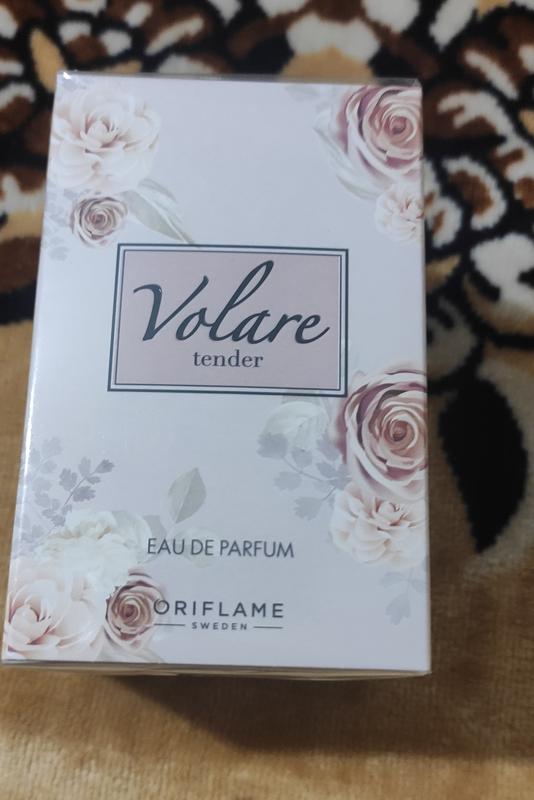 Volare
tender
EAU DE PARFUM
ORIFLAME
SWEDEN